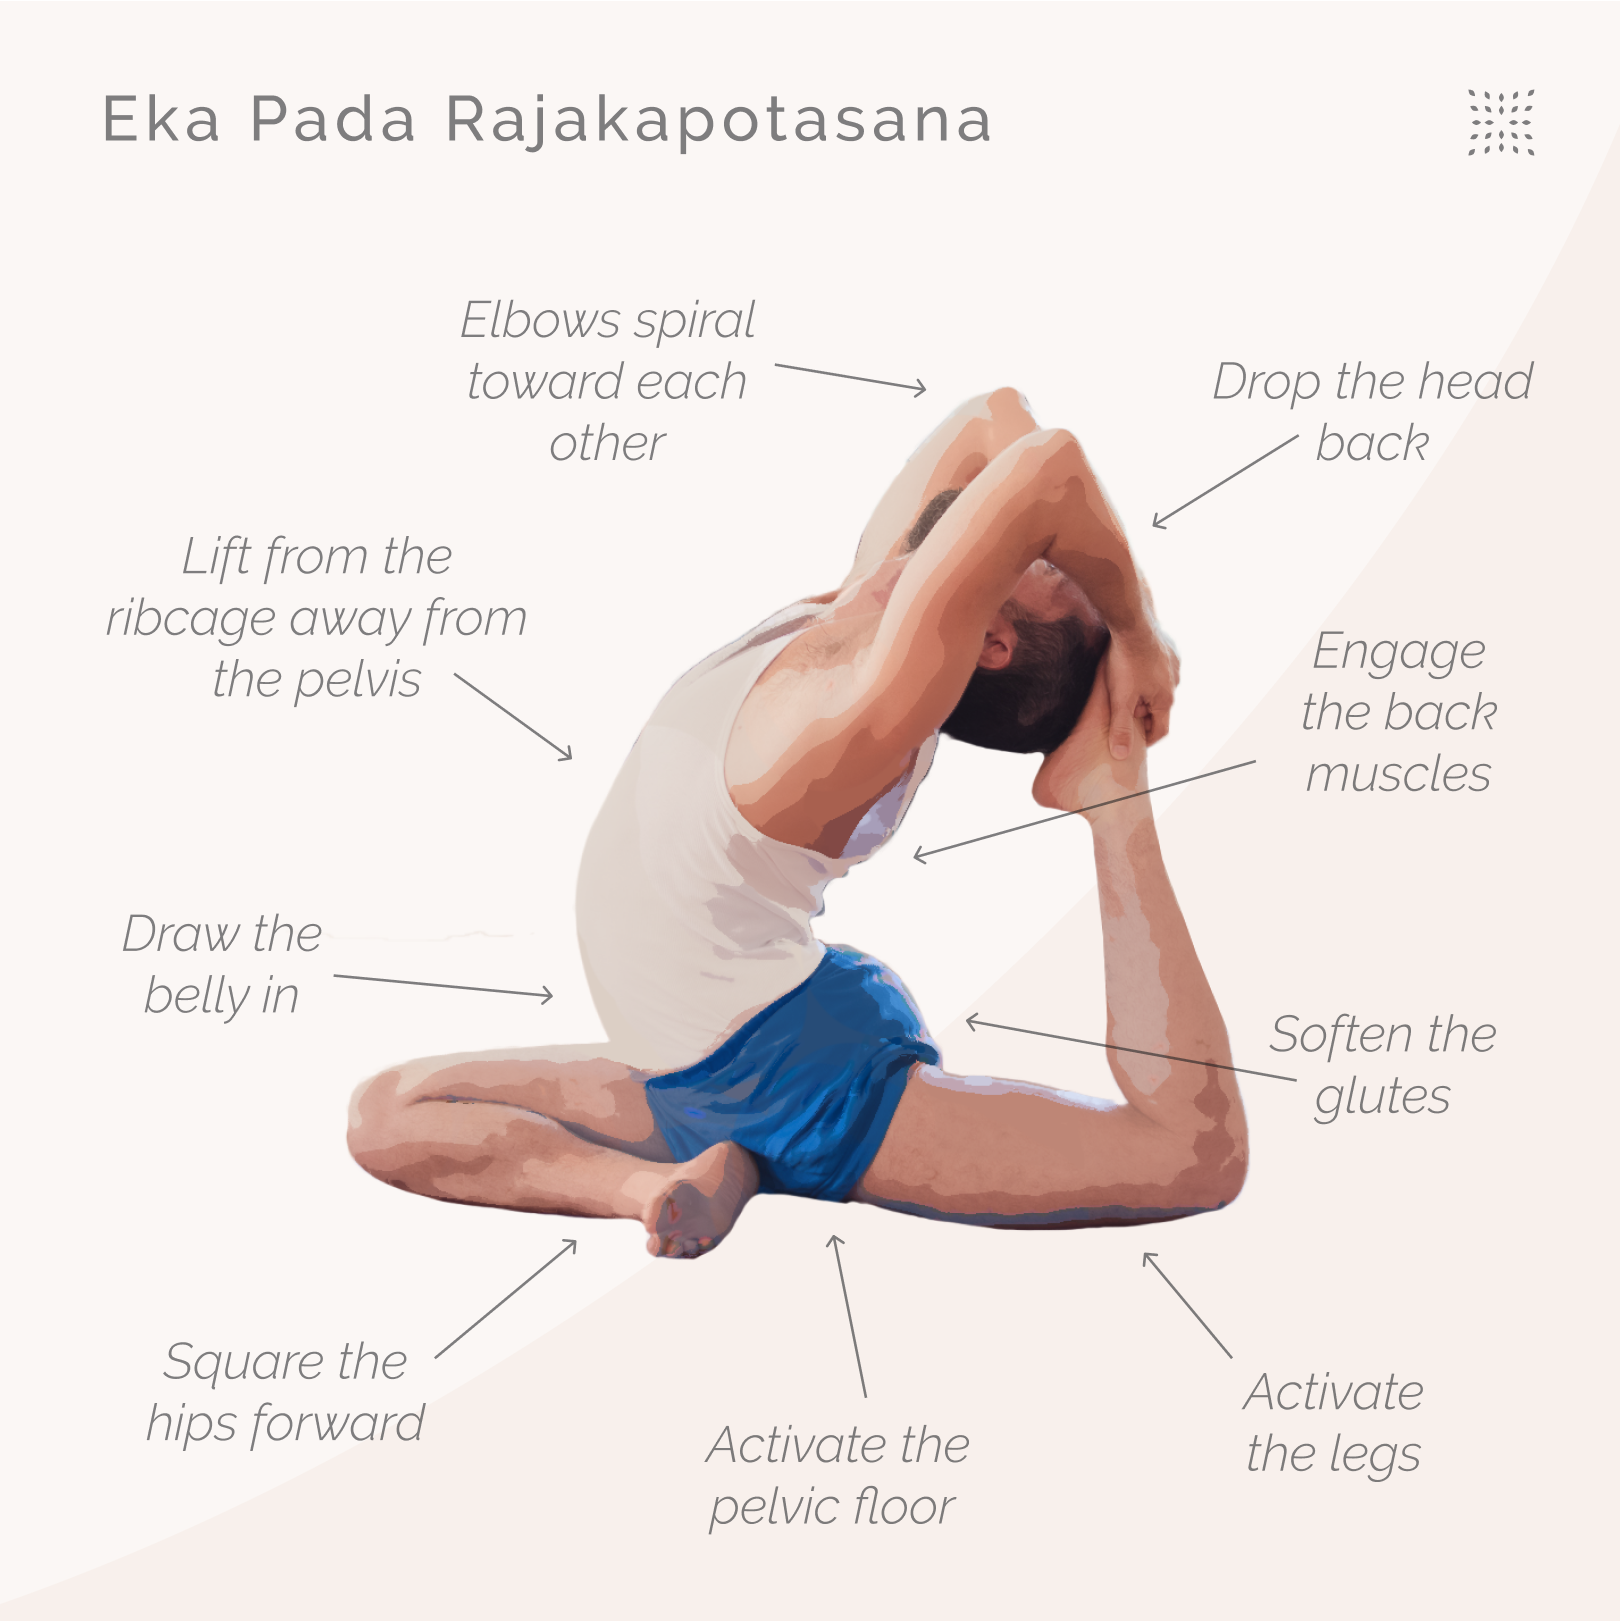 Eka Pada Rajakapotasana
Elbows spiral
toward each
other
Drop the head
back
Lift from the
ribcage away from
the pelvis
Engage
the back
muscles
Draw the
belly in
Soften the
glutes
Square the
hips forward
Activate the
pelvic floor
Activate
the legs